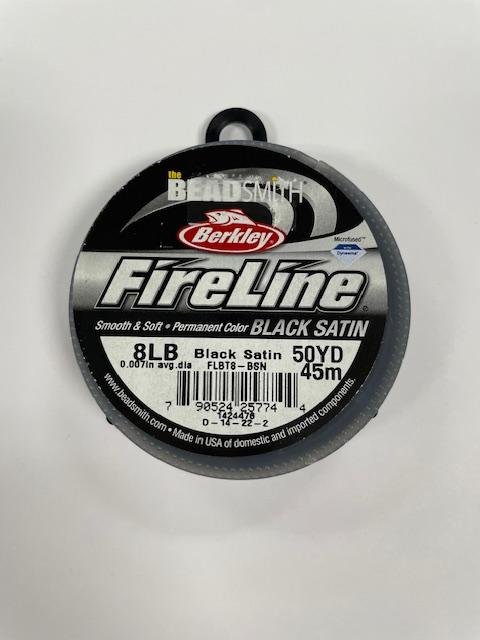 the
BEADSMITH
Berkley
Microfused™
WITH
Dyneema®
FIRELINE®
Smooth & Soft • Permanent Color BLACK SATIN
8LB Black Satin 50YD
0.007in avg.dia FLBT8-BSN 45m
7 90524 25774 4
1424478
D-14-22-2
www.beadsmith.com • Made in USA of domestic and imported components.